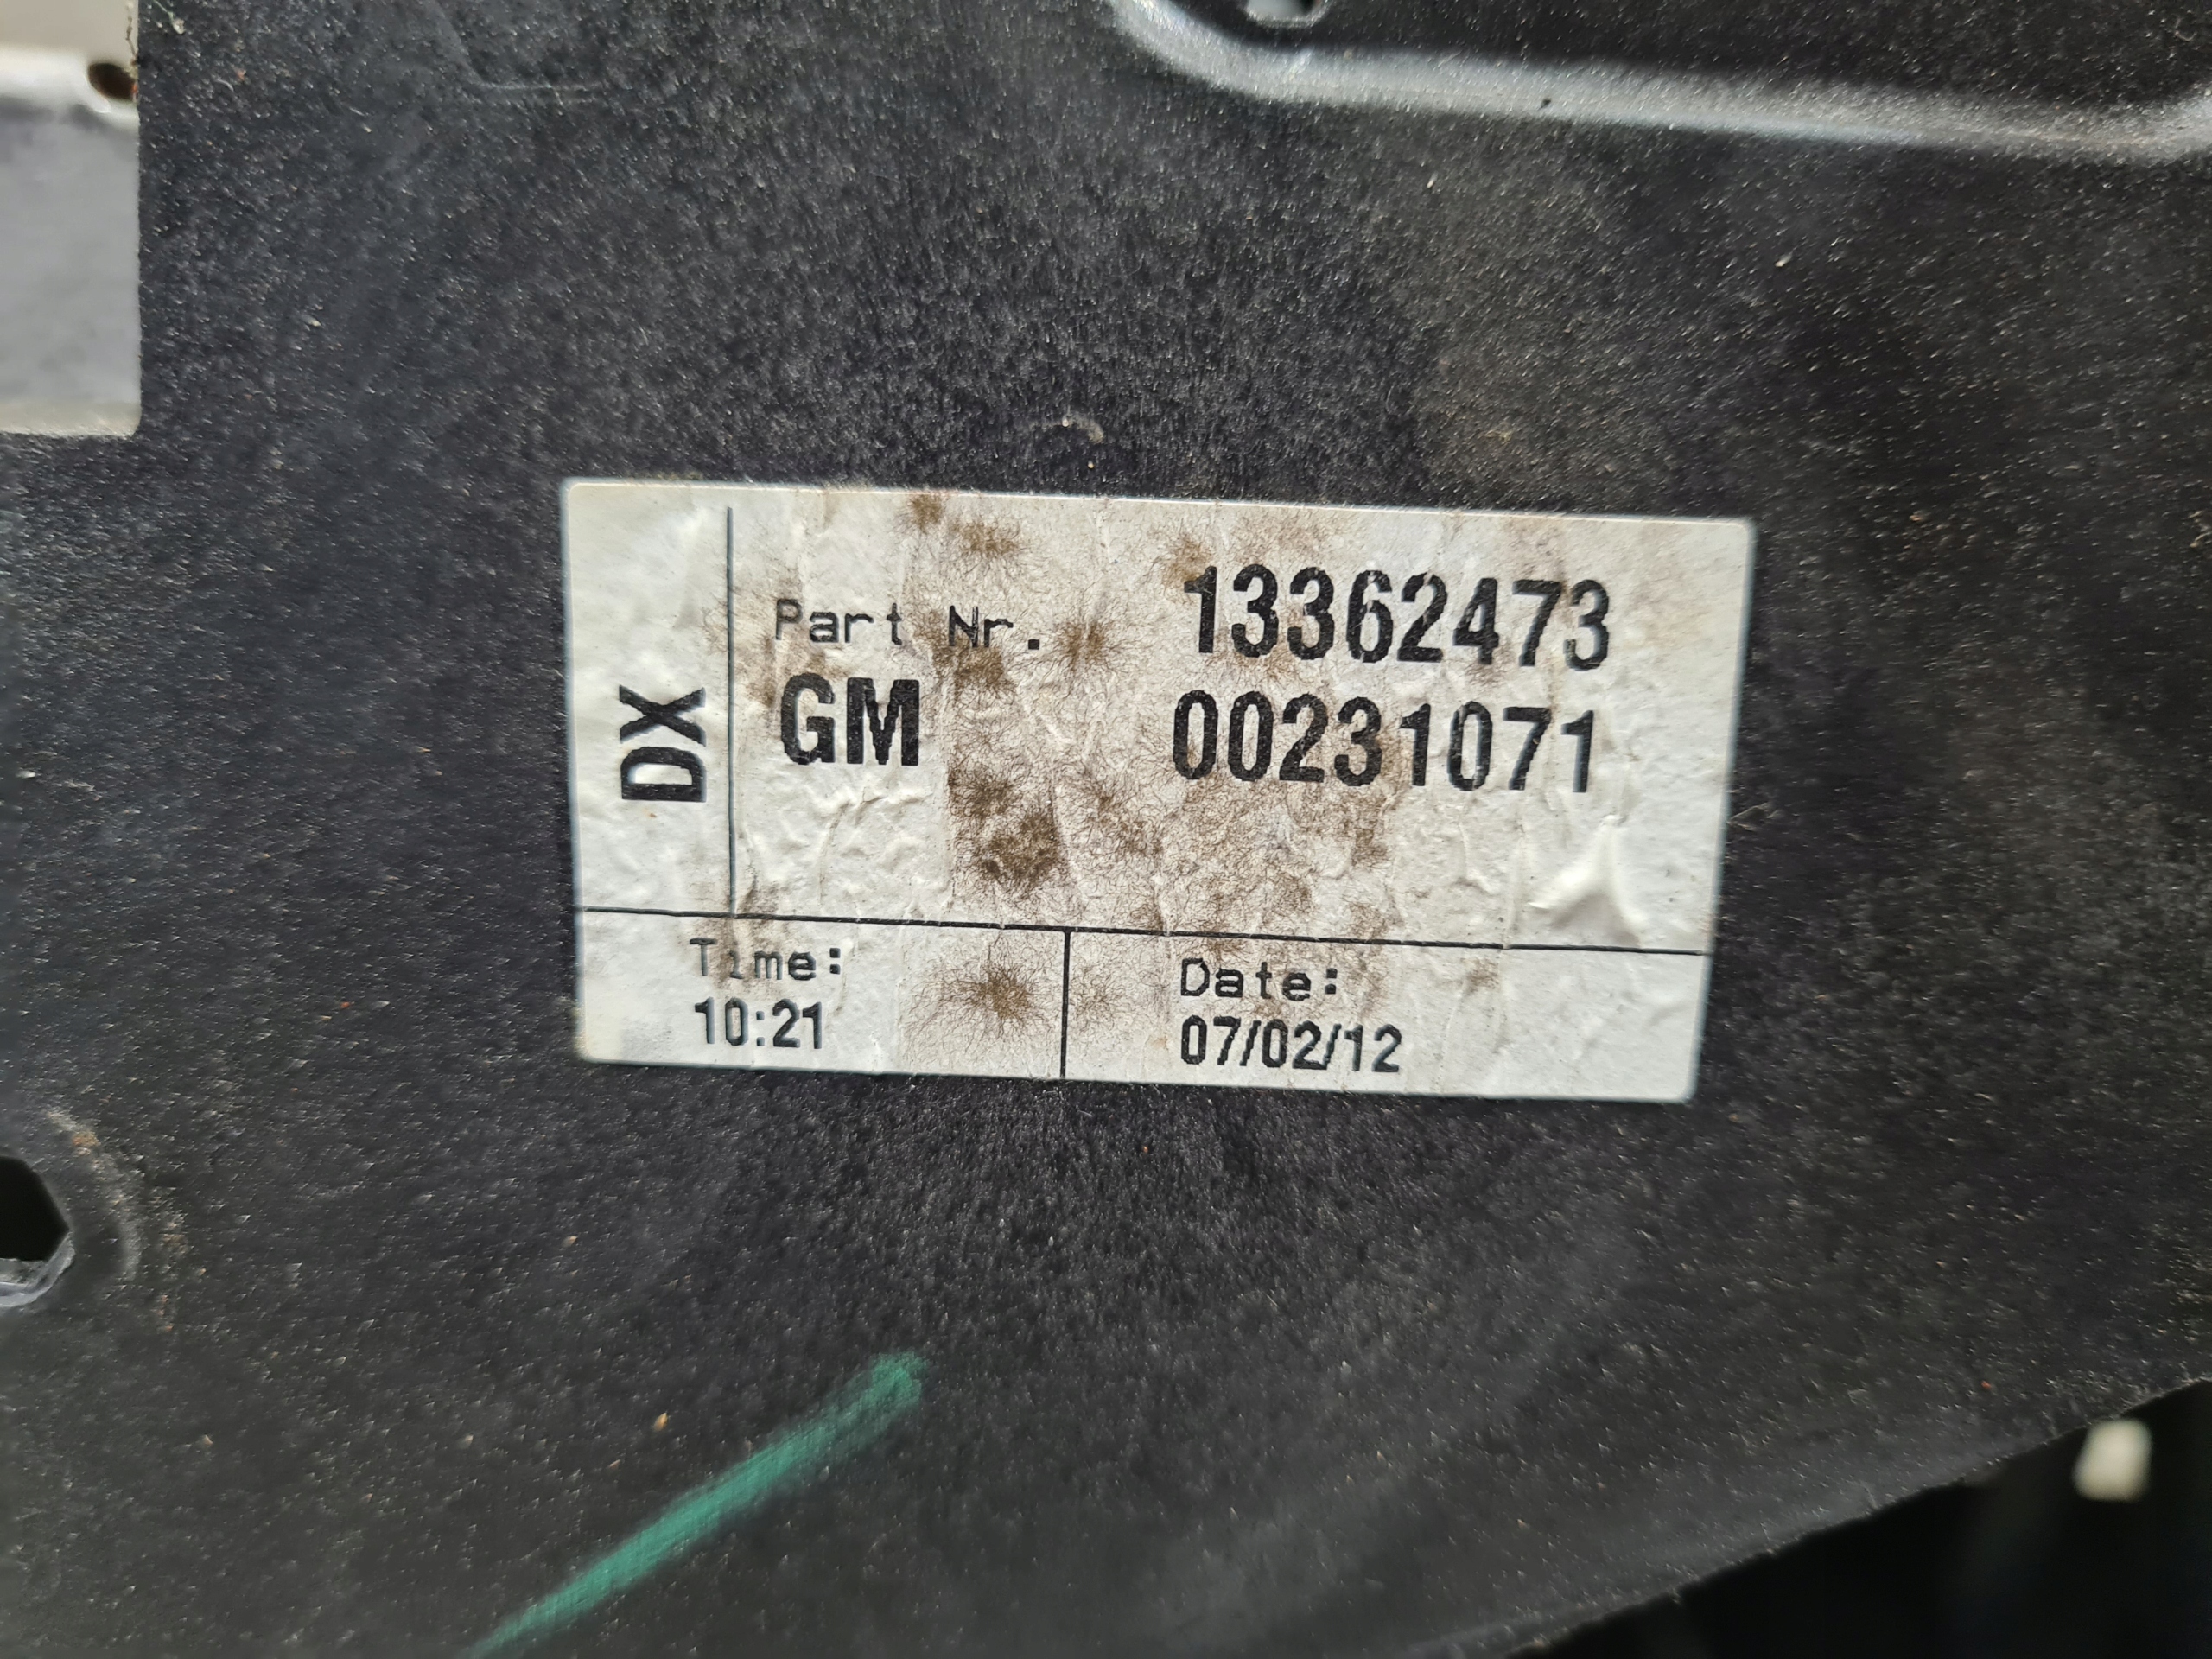 DX
Part Nr. 13362473
GM 00231071
Time:
10:21
Date:
07/02/12